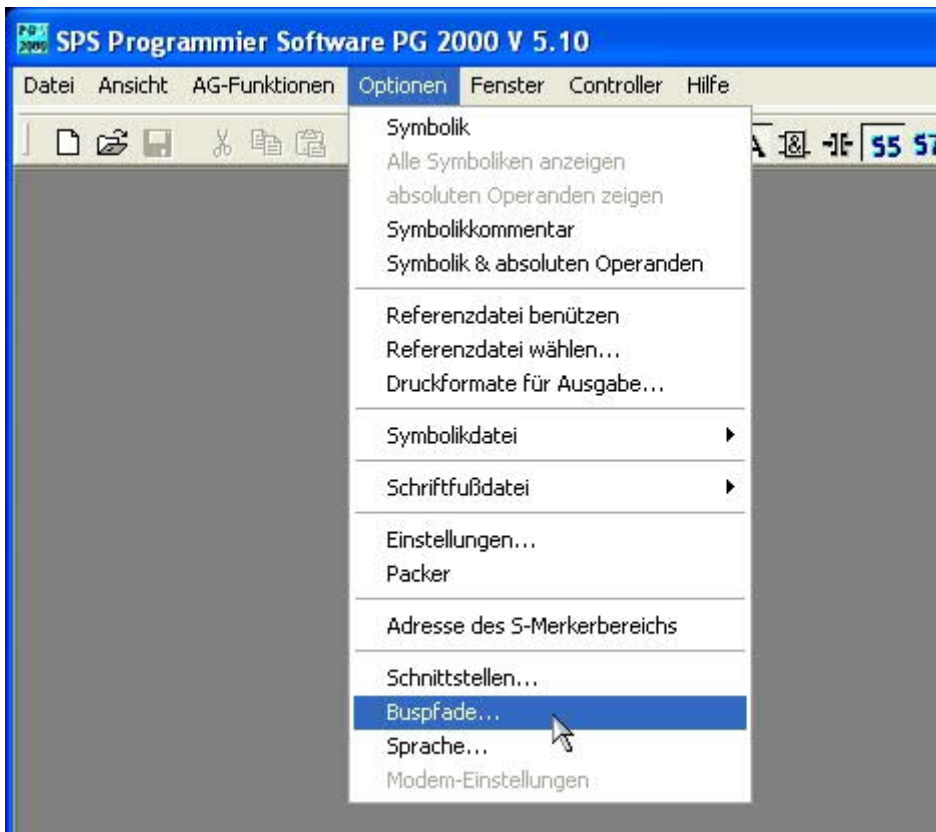 SPS Programmier Software PG 2000 V 5.10
Datei Ansicht AG-Funktionen Optionen Fenster Controller Hilfe
S5 S7
Symbolik
Alle Symboliken anzeigen
absoluten Operanden zeigen
Symbolikkommentar
Symbolik & absoluten Operanden
Referenzdatei benützen
Referenzdatei wählen...
Druckformate für Ausgabe...
Symbolikdatei
Schriftfußdatei
Einstellungen...
Packer
Adresse des S-Merkerbereichs
Schnittstellen...
Buspfade...
Sprache...
Modem-Einstellungen